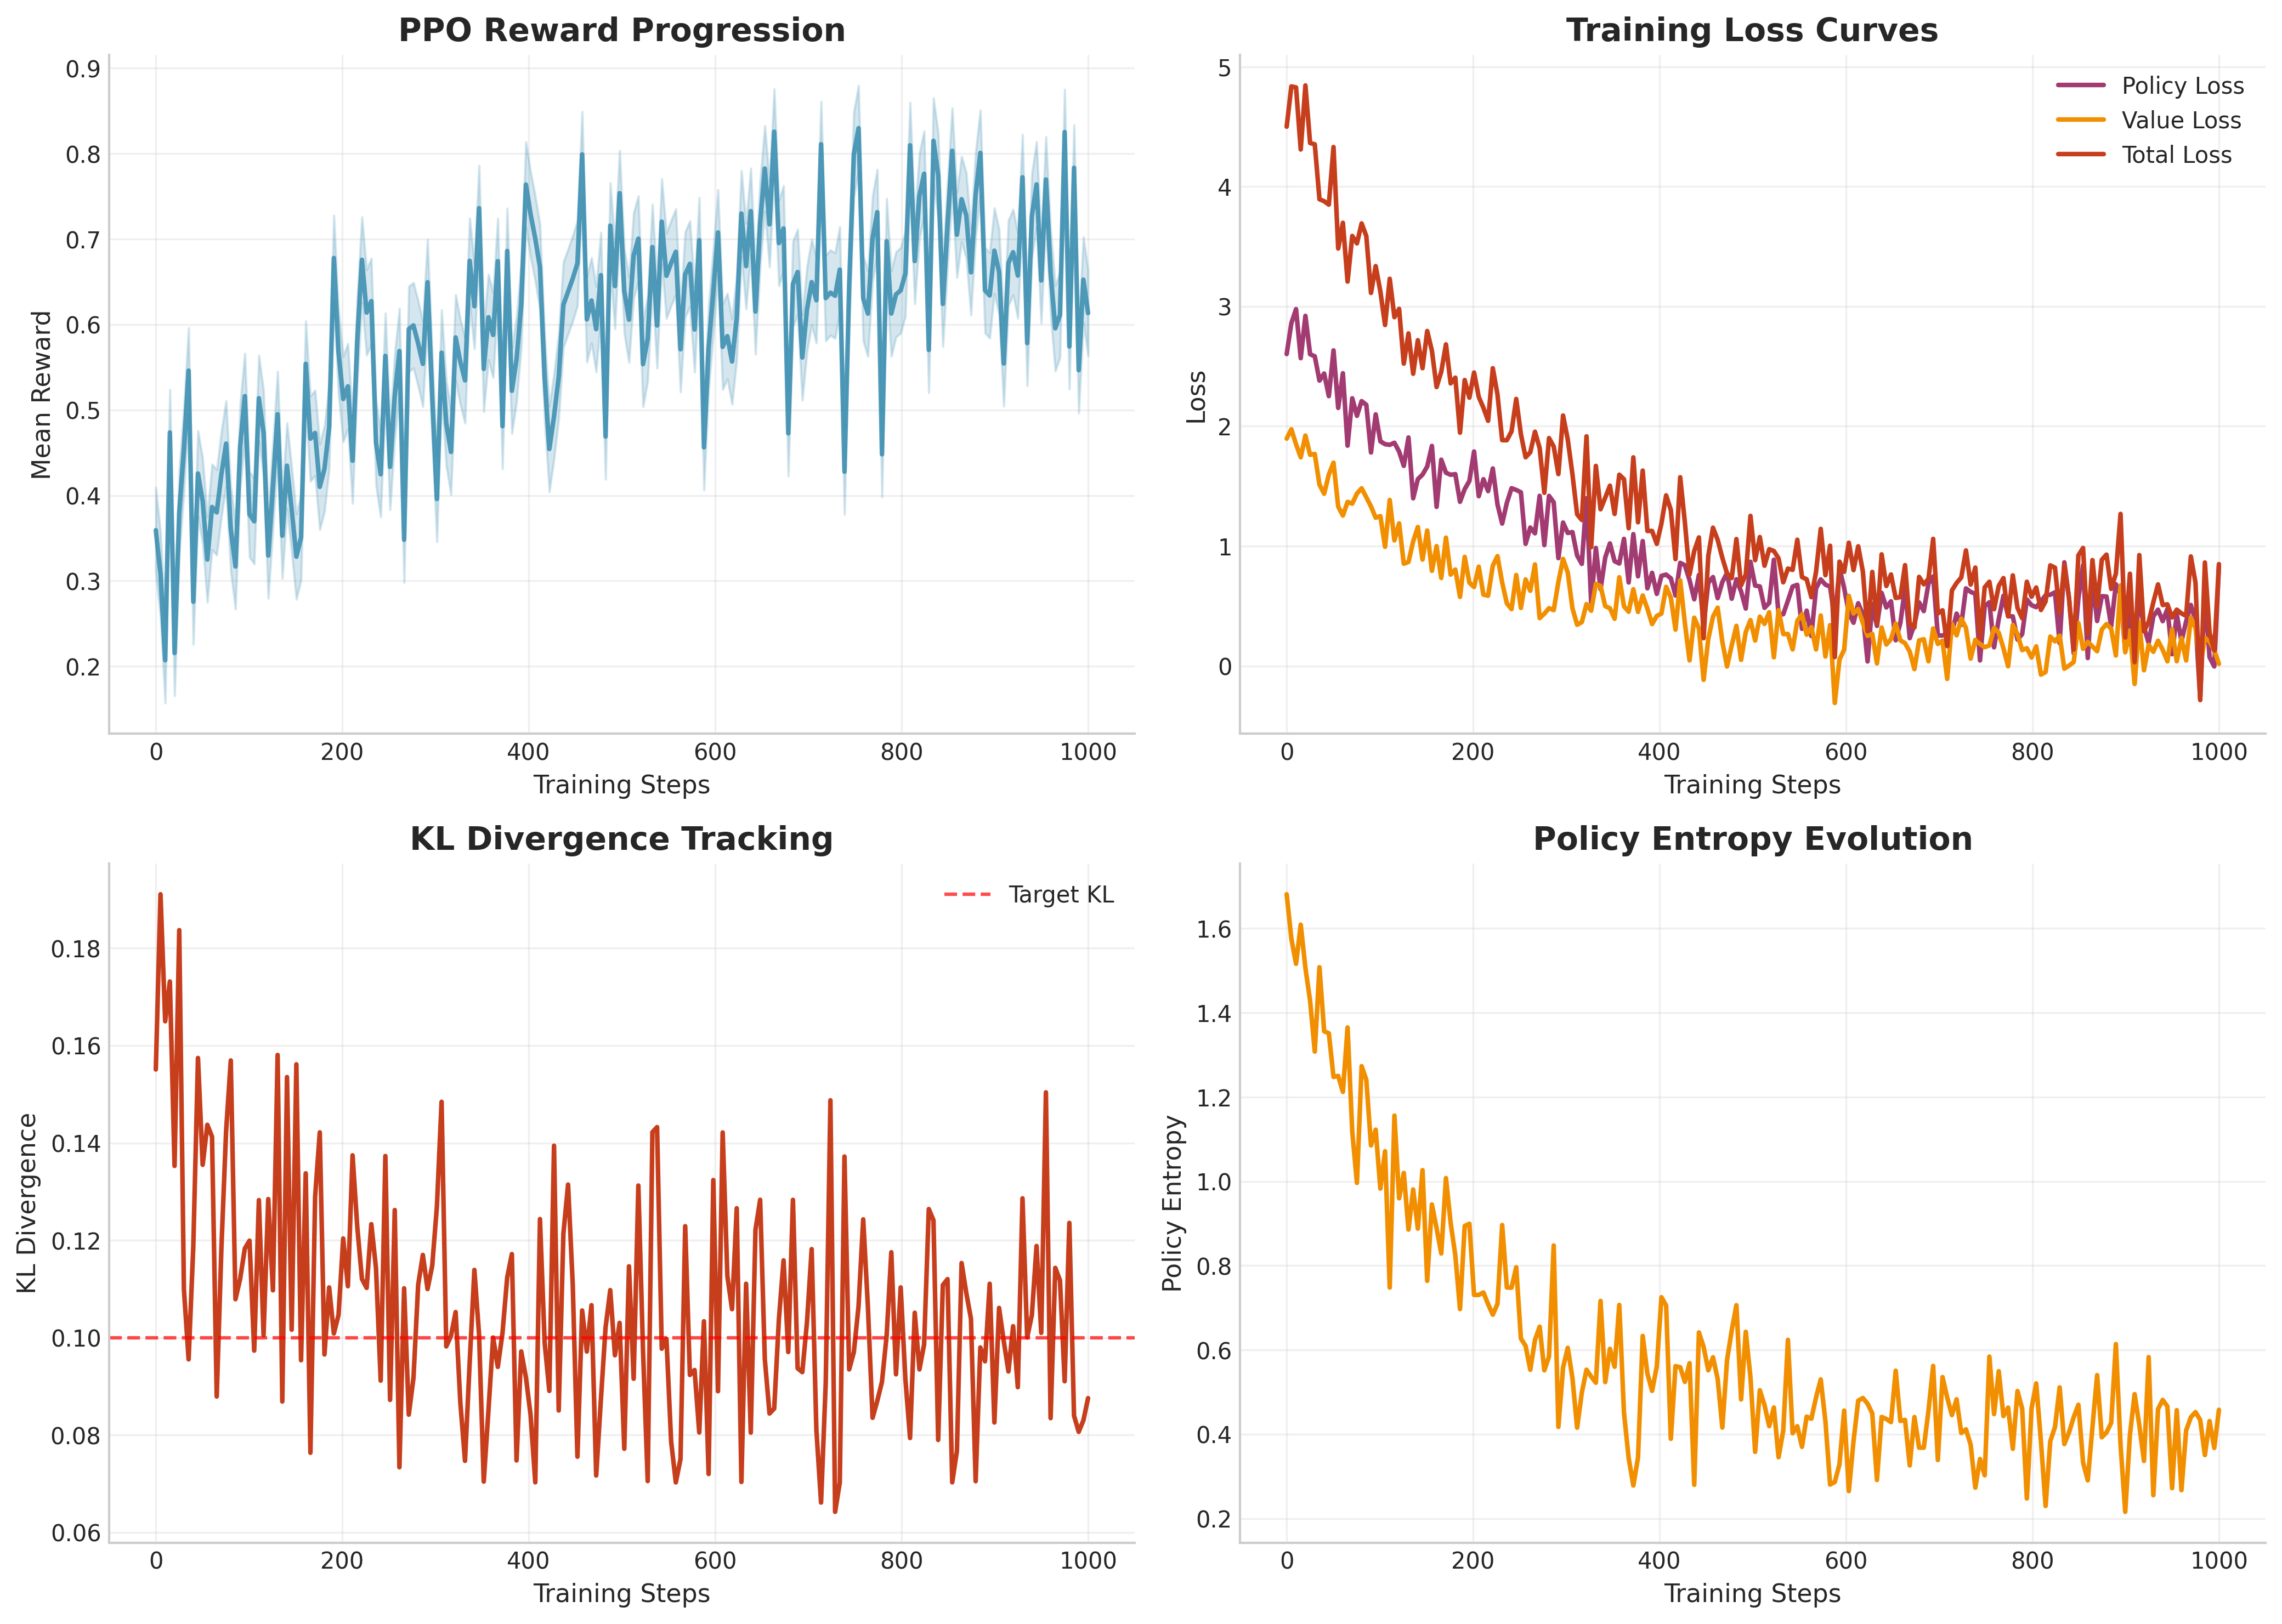 PPO Reward Progression
Mean Reward
0.9
0.8
0.7
0.6
0.5
0.4
0.3
0.2
0 200 400 600 800 1000
Training Steps
Training Loss Curves
Loss
5
4
3
2
1
0
Policy Loss
Value Loss
Total Loss
0 200 400 600 800 1000
Training Steps
KL Divergence Tracking
KL Divergence
0.18
0.16
0.14
0.12
0.10
0.08
0.06
Target KL
0 200 400 600 800 1000
Training Steps
Policy Entropy Evolution
Policy Entropy
1.6
1.4
1.2
1.0
0.8
0.6
0.4
0.2
0 200 400 600 800 1000
Training Steps